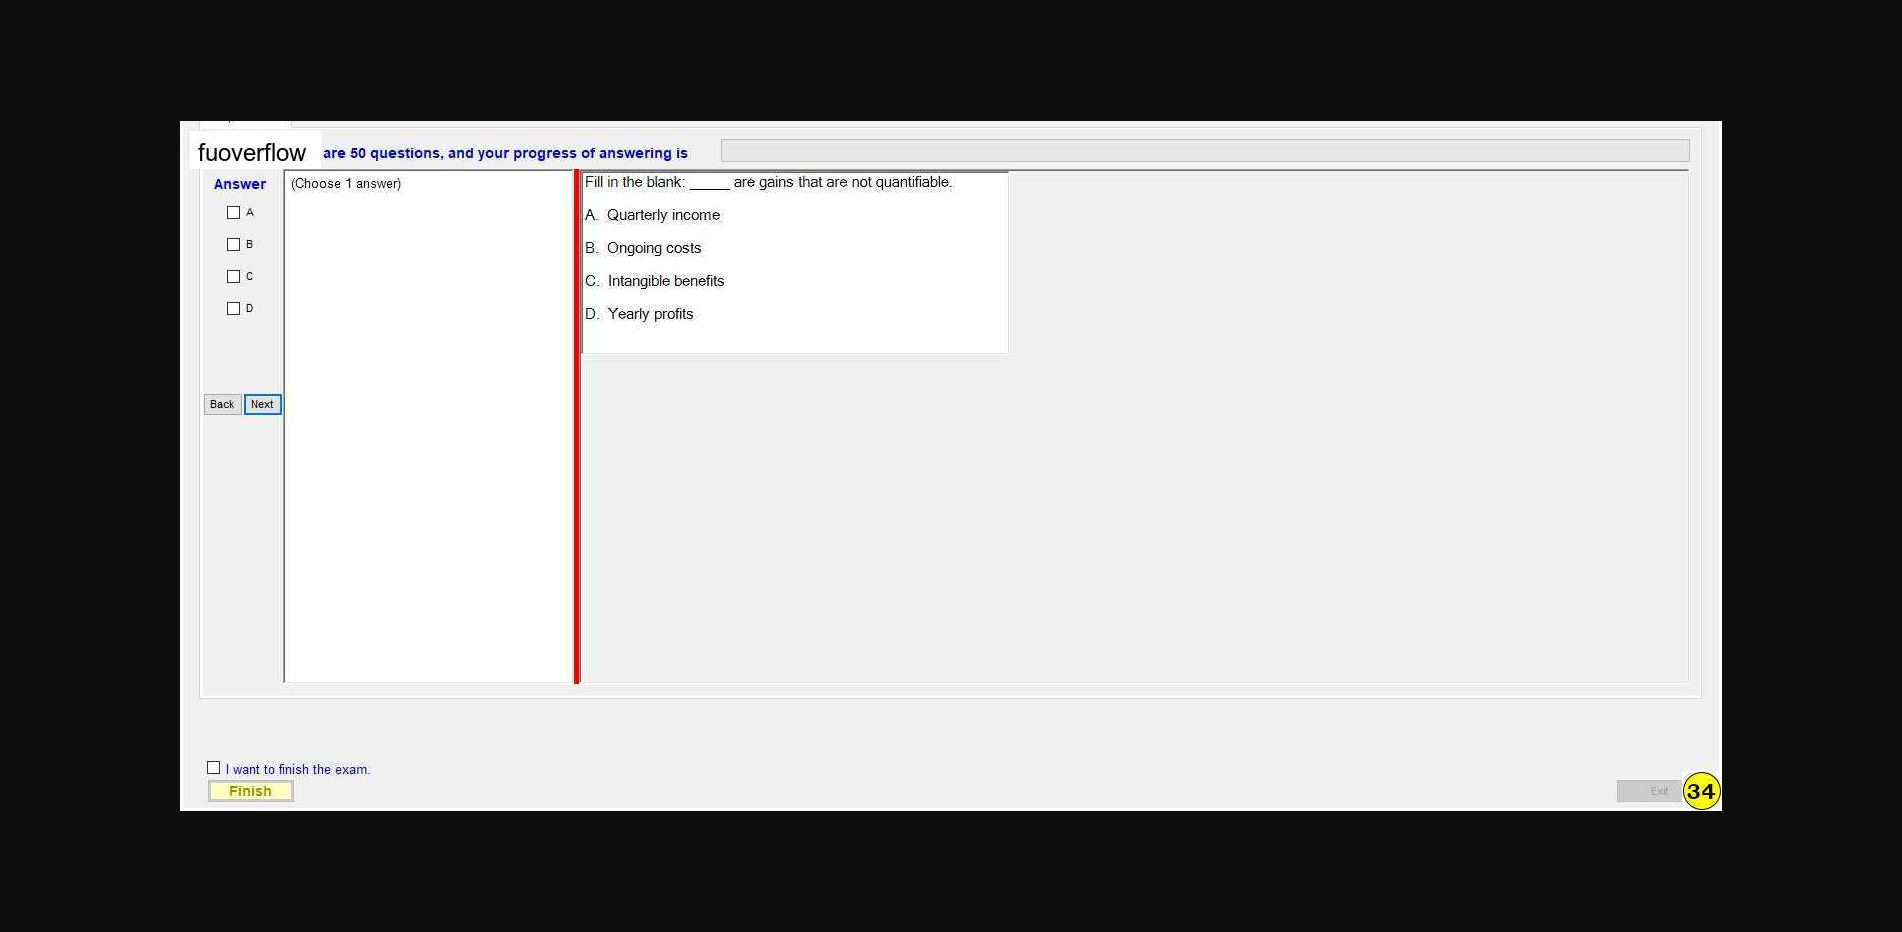 fuoverflow are 50 questions, and your progress of answering is
Answer
(Choose 1 answer)
A
B
C
D
Back
Next
Fill in the blank: _____ are gains that are not quantifiable.
A. Quarterly income
B. Ongoing costs
C. Intangible benefits
D. Yearly profits
I want to finish the exam.
Finish
Exit
34